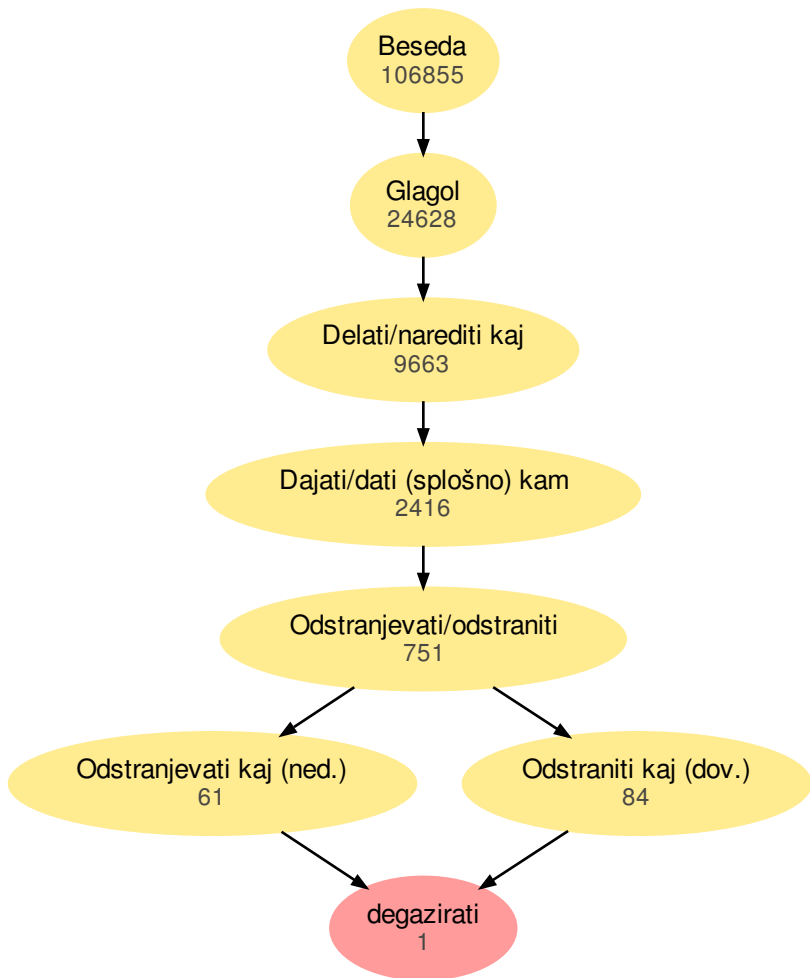 Beseda
106855
Glagol
24628
Delati/narediti kaj
9663
Dajati/dati (splošno) kam
2416
Odstranjevati/odstraniti
751
Odstranjevati kaj (ned.)
61
Odstraniti kaj (dov.)
84
degazirati
1